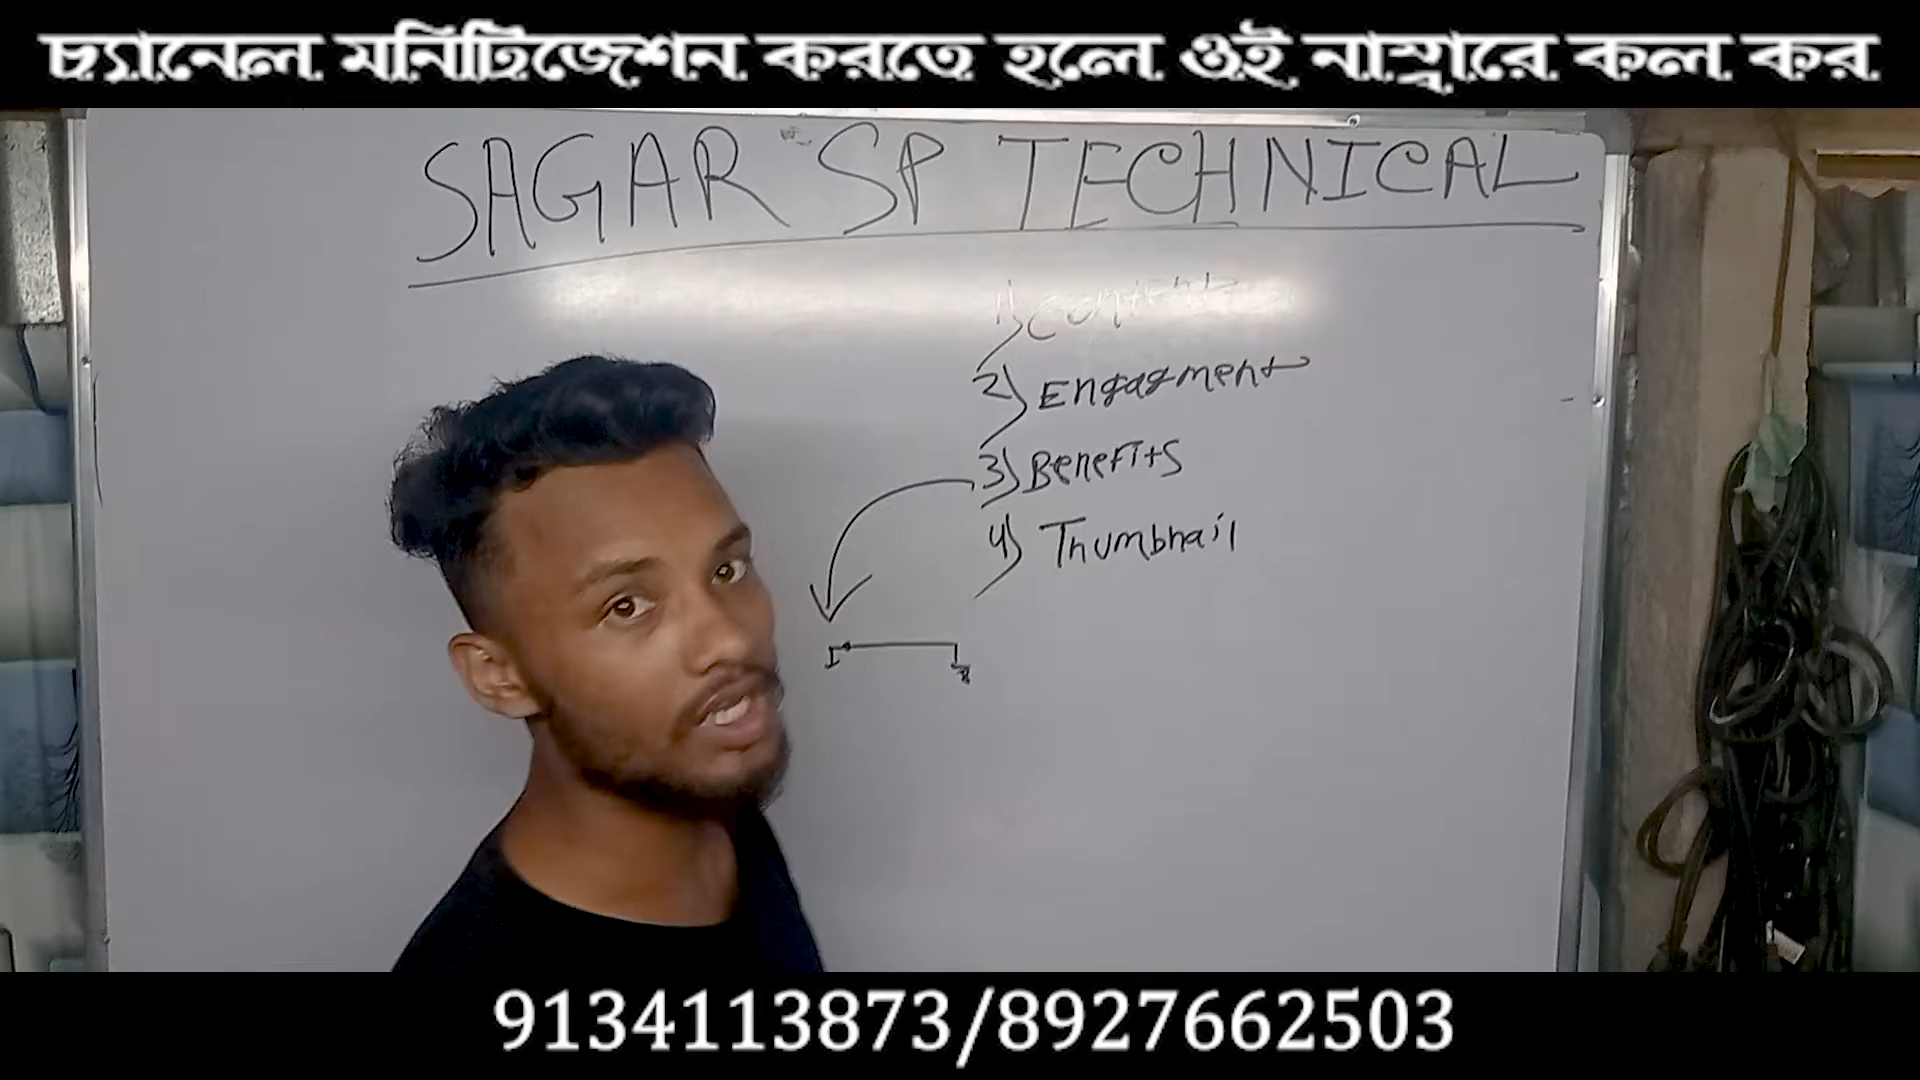 চ্যানেল মনিটিজেশন করতে হলে ওই নাম্বারে কল কর
SAGAR SP TECHNICAL
1) Content
2) Engagment
3) Benefits
4) Thumbnail
9134113873/8927662503